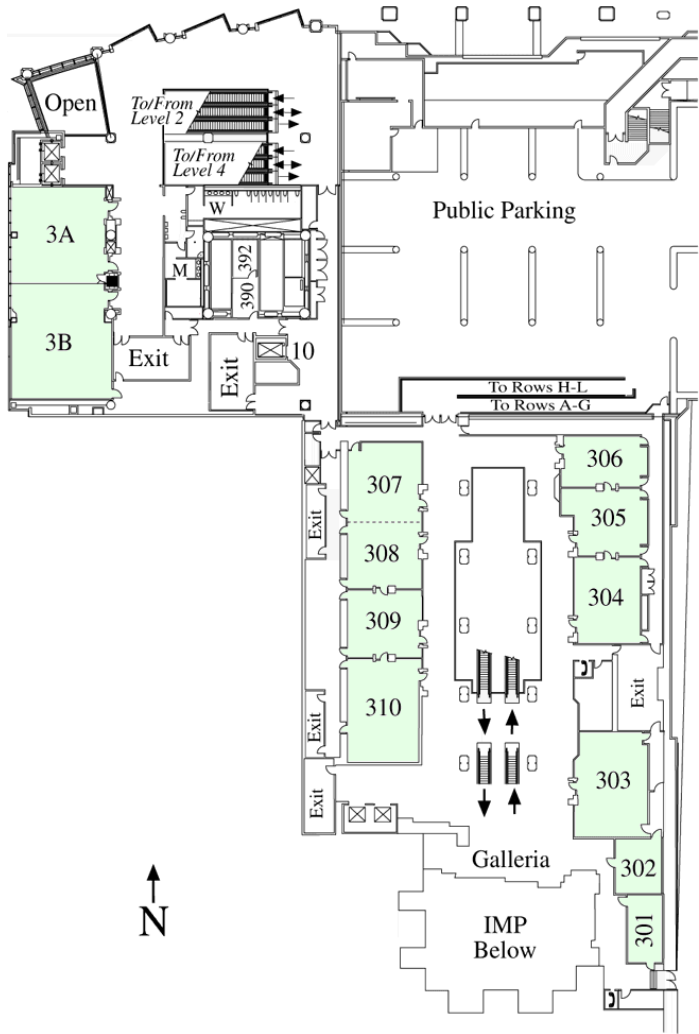 Open
To/From
Level 2
To/From
Level 4
W
3A
Public Parking
M
392
390
3B
Exit
Exit
10
To Rows H-L
To Rows A-G
306
307
305
Exit
308
304
309
310
Exit
Exit
303
Exit
302
Galleria
301
IMP
Below
N